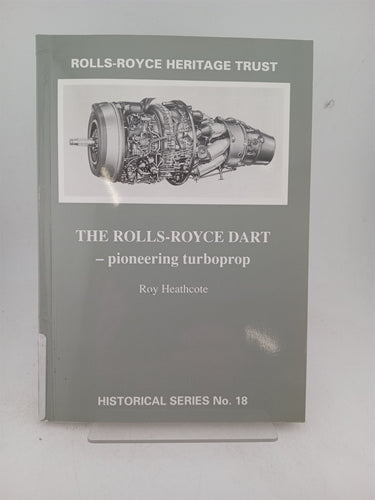 ROLLS-ROYCE HERITAGE TRUST
THE ROLLS-ROYCE DART
– pioneering turboprop
Roy Heathcote
HISTORICAL SERIES No. 18